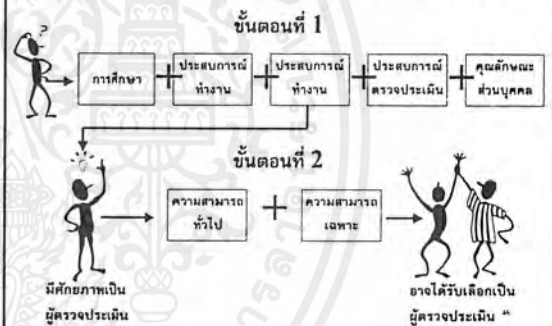 ขั้นตอนที่ 1
?
การศึกษา + ประสบการณ์ + ประสบการณ์ + ประสบการณ์ + คุณลักษณะ
ทำงาน ทำงาน ตรวจประเมิน ส่วนบุคคล
ขั้นตอนที่ 2
ความสามารถ + ความสามารถ
ทั่วไป เฉพาะ
มีศักยภาพเป็น อาจได้รับเลือกเป็น
ผู้ตรวจประเมิน ผู้ตรวจประเมิน